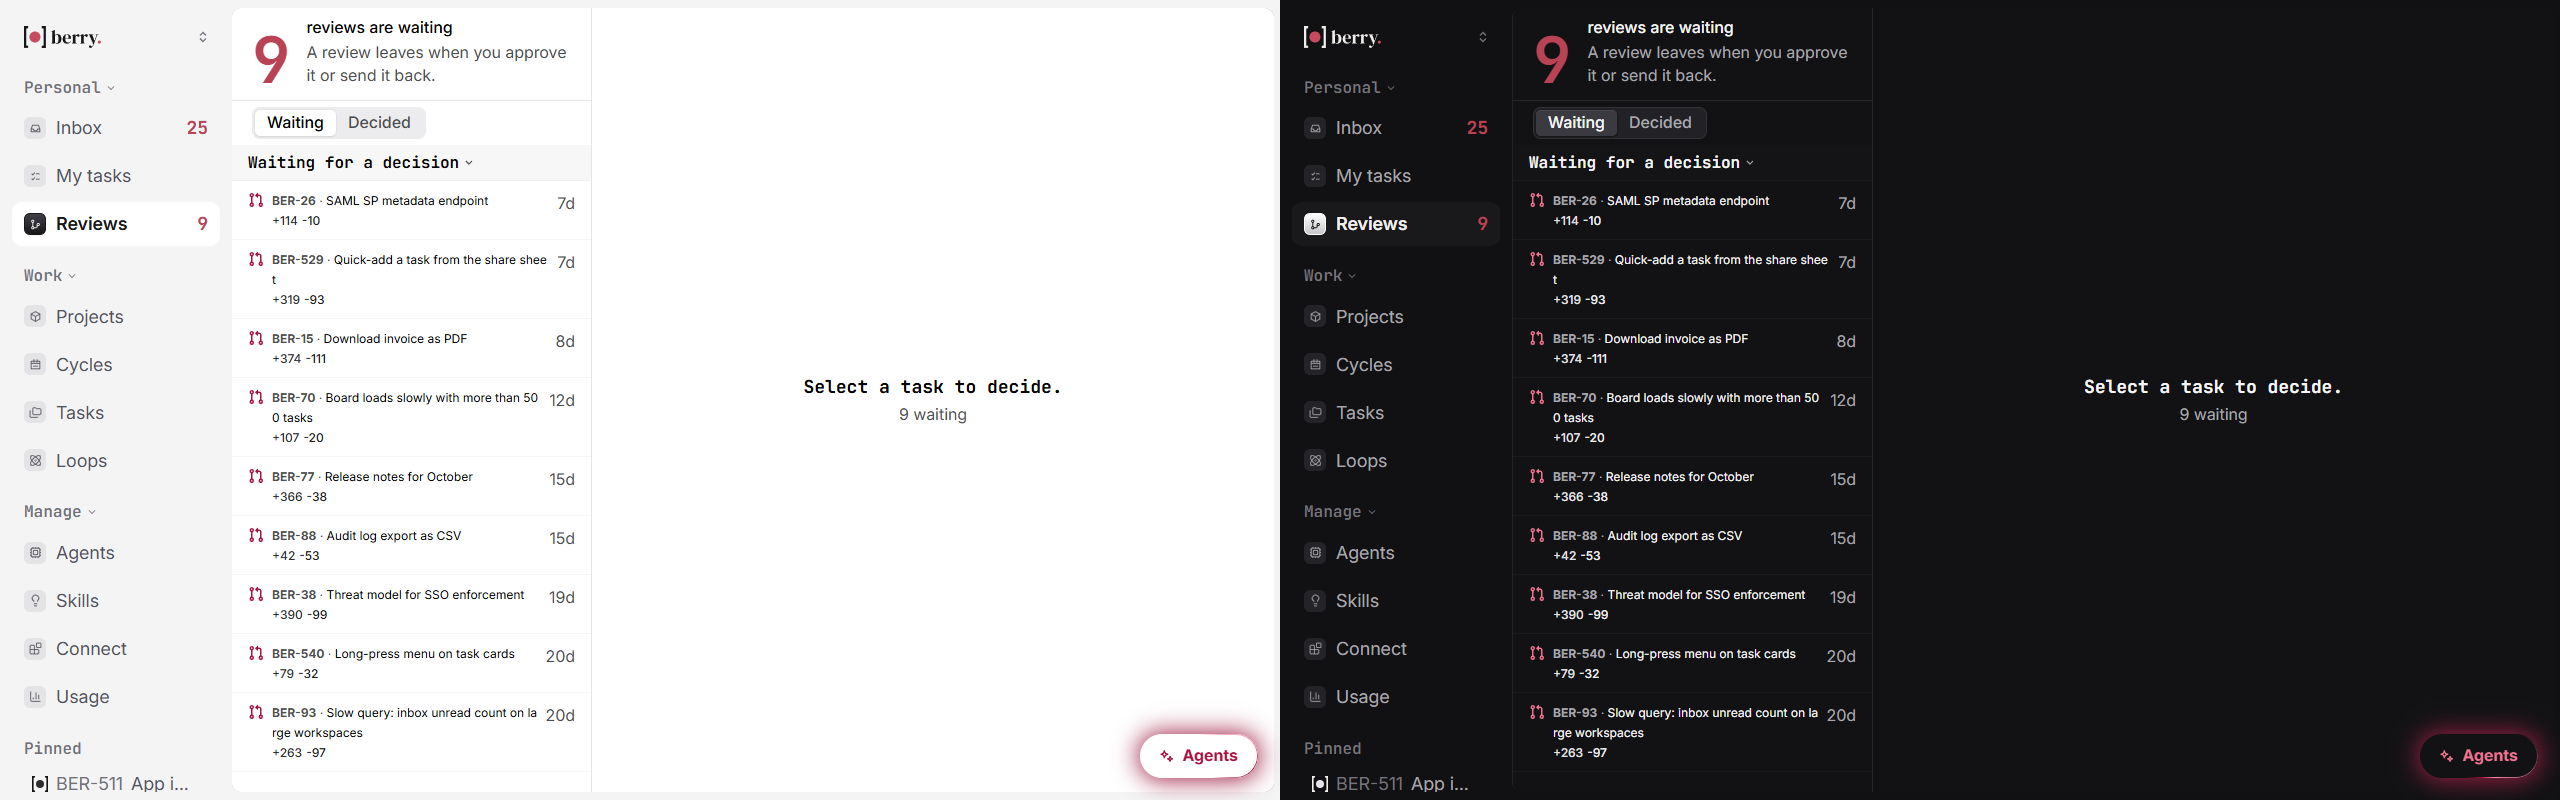 berry.
Personal
Inbox 25
My tasks
Reviews 9
Work
Projects
Cycles
Tasks
Loops
Manage
Agents
Skills
Connect
Usage
Pinned
BER-511 App i...
9
reviews are waiting
A review leaves when you approve
it or send it back.
Waiting Decided
Waiting for a decision
BER-26 · SAML SP metadata endpoint 7d
+114 -10
BER-529 · Quick-add a task from the share shee 7d
t
+319 -93
BER-15 · Download invoice as PDF 8d
+374 -111
BER-70 · Board loads slowly with more than 50 12d
0 tasks
+107 -20
BER-77 · Release notes for October 15d
+366 -38
BER-88 · Audit log export as CSV 15d
+42 -53
BER-38 · Threat model for SSO enforcement 19d
+390 -99
BER-540 · Long-press menu on task cards 20d
+79 -32
BER-93 · Slow query: inbox unread count on la 20d
rge workspaces
+263 -97
Select a task to decide.
9 waiting
Agents
berry.
Personal
Inbox 25
My tasks
Reviews 9
Work
Projects
Cycles
Tasks
Loops
Manage
Agents
Skills
Connect
Usage
Pinned
BER-511 App i...
9
reviews are waiting
A review leaves when you approve
it or send it back.
Waiting Decided
Waiting for a decision
BER-26 · SAML SP metadata endpoint 7d
+114 -10
BER-529 · Quick-add a task from the share shee 7d
t
+319 -93
BER-15 · Download invoice as PDF 8d
+374 -111
BER-70 · Board loads slowly with more than 50 12d
0 tasks
+107 -20
BER-77 · Release notes for October 15d
+366 -38
BER-88 · Audit log export as CSV 15d
+42 -53
BER-38 · Threat model for SSO enforcement 19d
+390 -99
BER-540 · Long-press menu on task cards 20d
+79 -32
BER-93 · Slow query: inbox unread count on la 20d
rge workspaces
+263 -97
Select a task to decide.
9 waiting
Agents